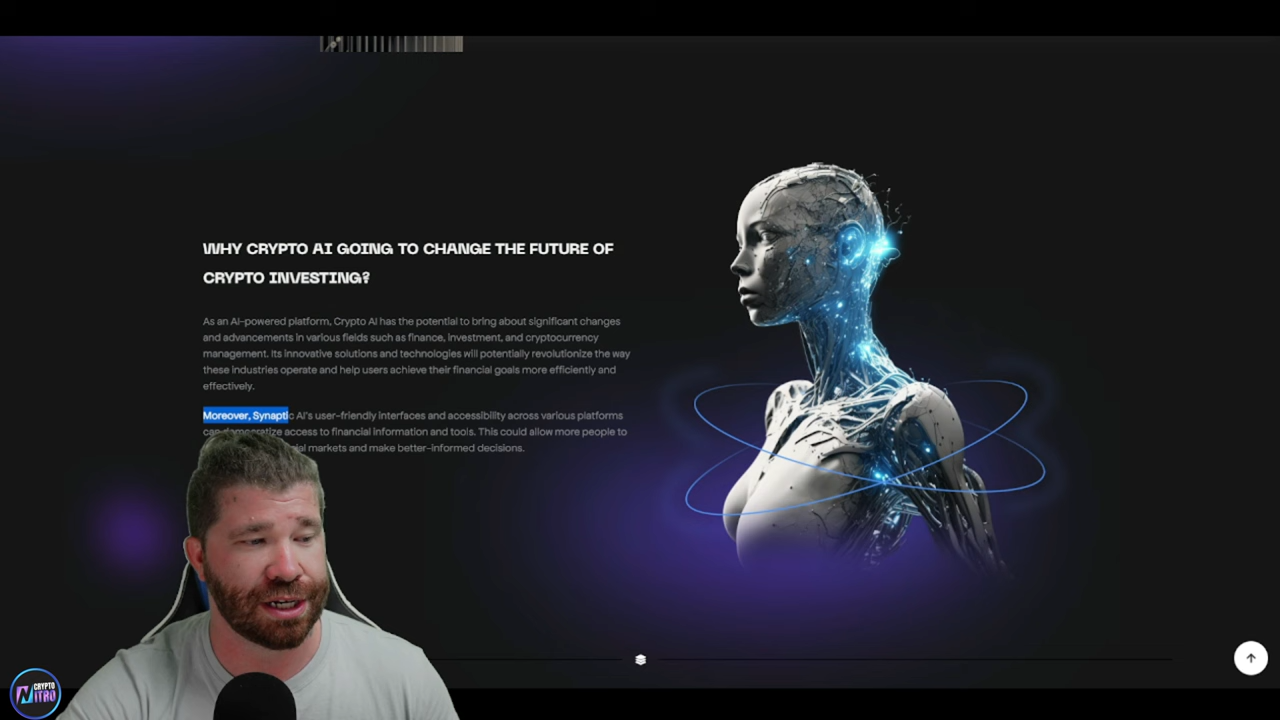 WHY CRYPTO AI GOING TO CHANGE THE FUTURE OF
CRYPTO INVESTING?
As an AI-powered platform, Crypto AI has the potential to bring about significant changes
and advancements in various fields such as finance, investment, and cryptocurrency
management. Its innovative solutions and technologies will potentially revolutionize the way
these industries operate and help users achieve their financial goals more efficiently and
effectively.
Moreover, Synaptic AI's user-friendly interfaces and accessibility across various platforms
can democratize access to financial information and tools. This could allow more people to
markets and make better-informed decisions.
CRYPTO
NITRO